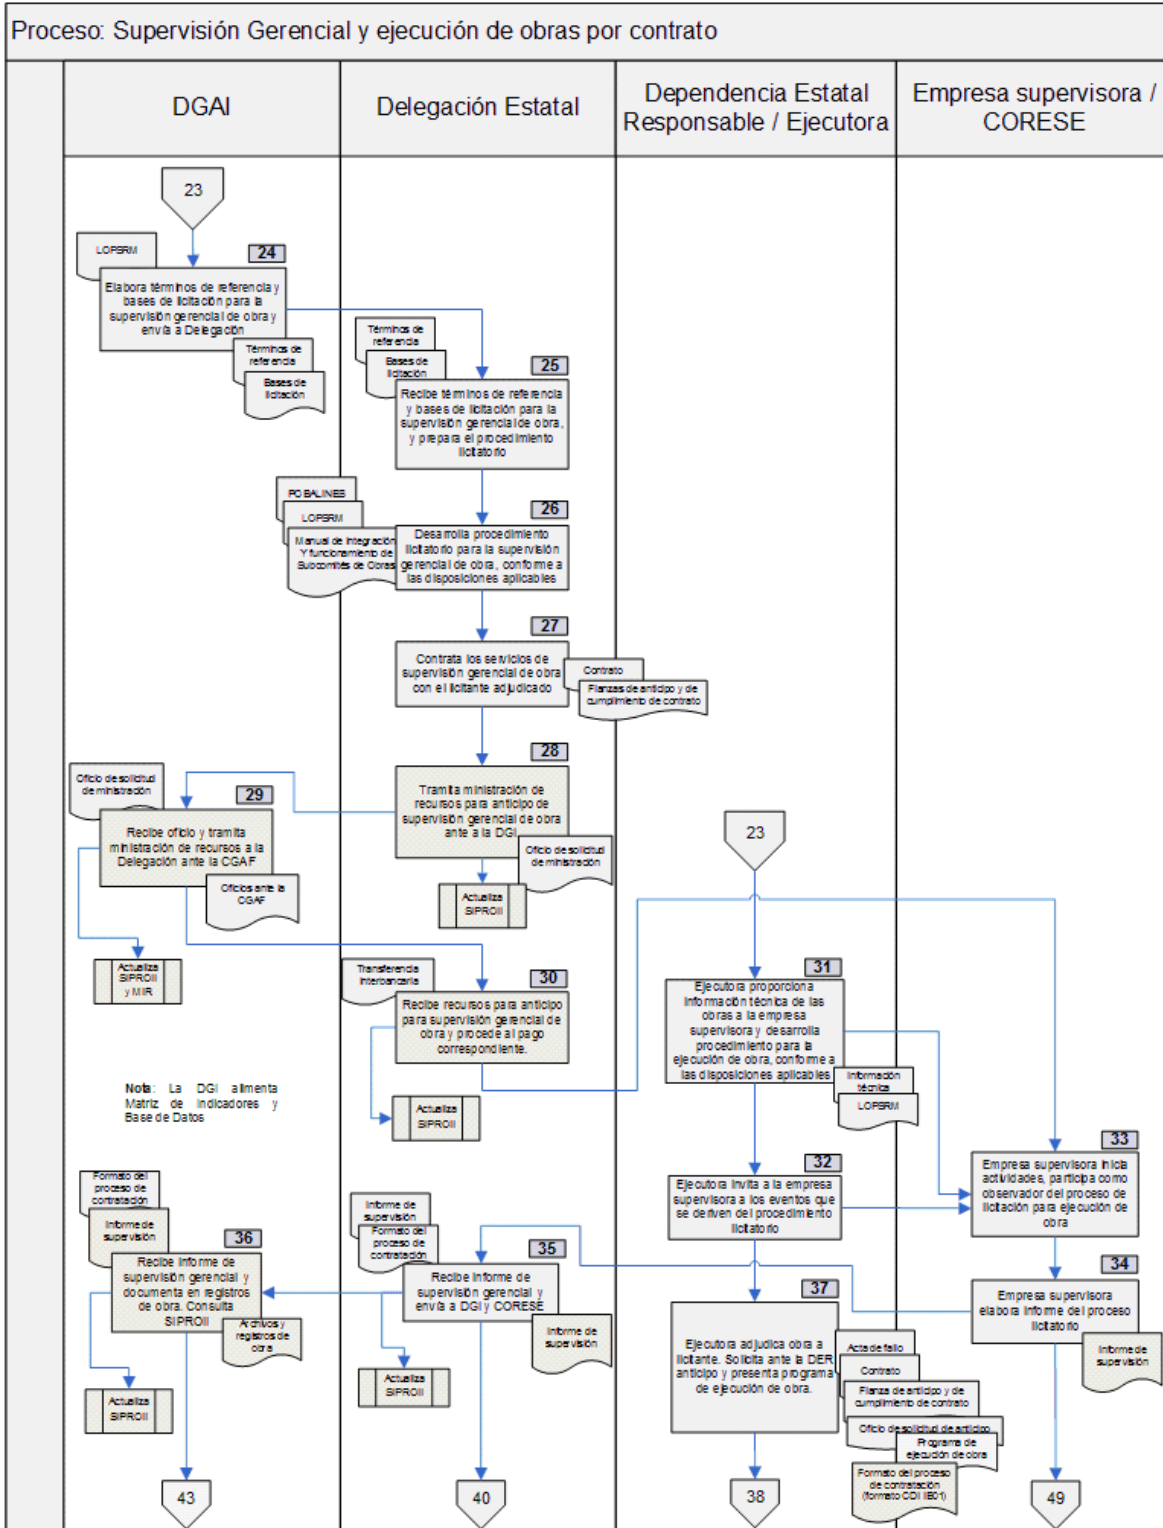 Proceso: Supervisión Gerencial y ejecución de obras por contrato
DGAI
Delegación Estatal
Dependencia Estatal
Responsable / Ejecutora
Empresa supervisora /
CORESE
23
LOPSRM
24
Elabora términos de referencia y
bases de licitación para la
supervisión gerencial de obra y
envía a Delegación
Términos de
referencia
Bases de
licitación
Términos de
referencia
Bases de
licitación
25
Recibe términos de referencia
y bases de licitación para la
supervisión gerencial de obra,
y prepara el procedimiento
licitatorio
POBALINES
LOPSRM
Manual de Integración
Y funcionamiento de
Subcomités de Obras
26
Desarrolla procedimiento
licitatorio para la supervisión
gerencial de obra, conforme a
las disposiciones aplicables
27
Contrata los servicios de
supervisión gerencial de obra
con el licitante adjudicado
Contrato
Fianzas de anticipo y de
cumplimiento de contrato
28
Tramita ministración de
recursos para anticipo de
supervisión gerencial de obra
ante a la DGI
Oficio de solicitud
de ministración
Actualiza
SIPROII
Oficio de solicitud
de ministración
29
Recibe oficio y tramita
ministración de recursos a la
Delegación ante la CGAF
Oficios ante la
CGAF
Actualiza
SIPROII
y MIR
23
Transferencia
Interbancaria
30
Recibe recursos para anticipo
para supervisión gerencial de
obra y procede al pago
correspondiente.
Actualiza
SIPROII
31
Ejecutora proporciona
información técnica de las
obras a la empresa
supervisora y desarrolla
procedimiento para la
ejecución de obra, conforme a
las disposiciones aplicables
Información
técnica
LOPSRM
Nota: La DGI alimenta
Matriz de Indicadores y
Base de Datos
32
Ejecutora invita a la empresa
supervisora a los eventos que
se deriven del procedimiento
licitatorio
33
Empresa supervisora inicia
actividades, participa como
observador del proceso de
licitación para ejecución de
obra
34
Empresa supervisora
elabora informe del proceso
licitatorio
Informe de
supervisión
Informe de
supervisión
Formato del
proceso de
contratación
35
Recibe informe de
supervisión gerencial y
envía a DGI y CORESE
Informe de
supervisión
Actualiza
SIPROII
Formato del
proceso de
contratación
Informe de
supervisión
36
Recibe informe de
supervisión gerencial y
documenta en registros
de obra. Consulta
SIPROII
Archivos y
registros de
obra
Actualiza
SIPROII
37
Ejecutora adjudica obra a
licitante. Solicita ante la DER
anticipo y presenta programa
de ejecución de obra.
Acta de fallo
Contrato
Fianza de anticipo y de
cumplimiento de contrato
Oficio de solicitud de anticipo
Programa de
ejecución de obra
Formato del proceso
de contratación
(formato CDI IB01)
43
40
38
49